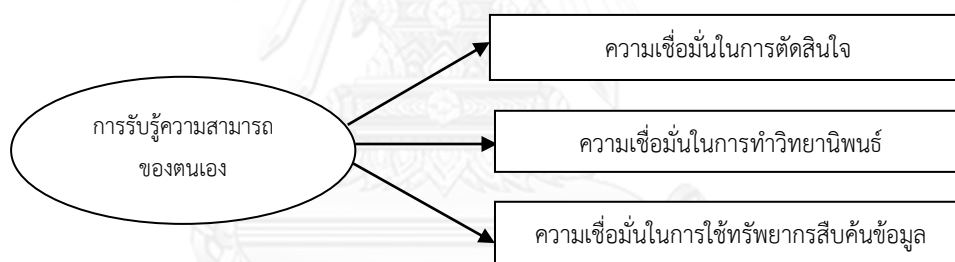 ความเชื่อมั่นในการตัดสินใจ
การรับรู้ความสามารถ
ของตนเอง
ความเชื่อมั่นในการทำวิทยานิพนธ์
ความเชื่อมั่นในการใช้ทรัพยากรสืบค้นข้อมูล